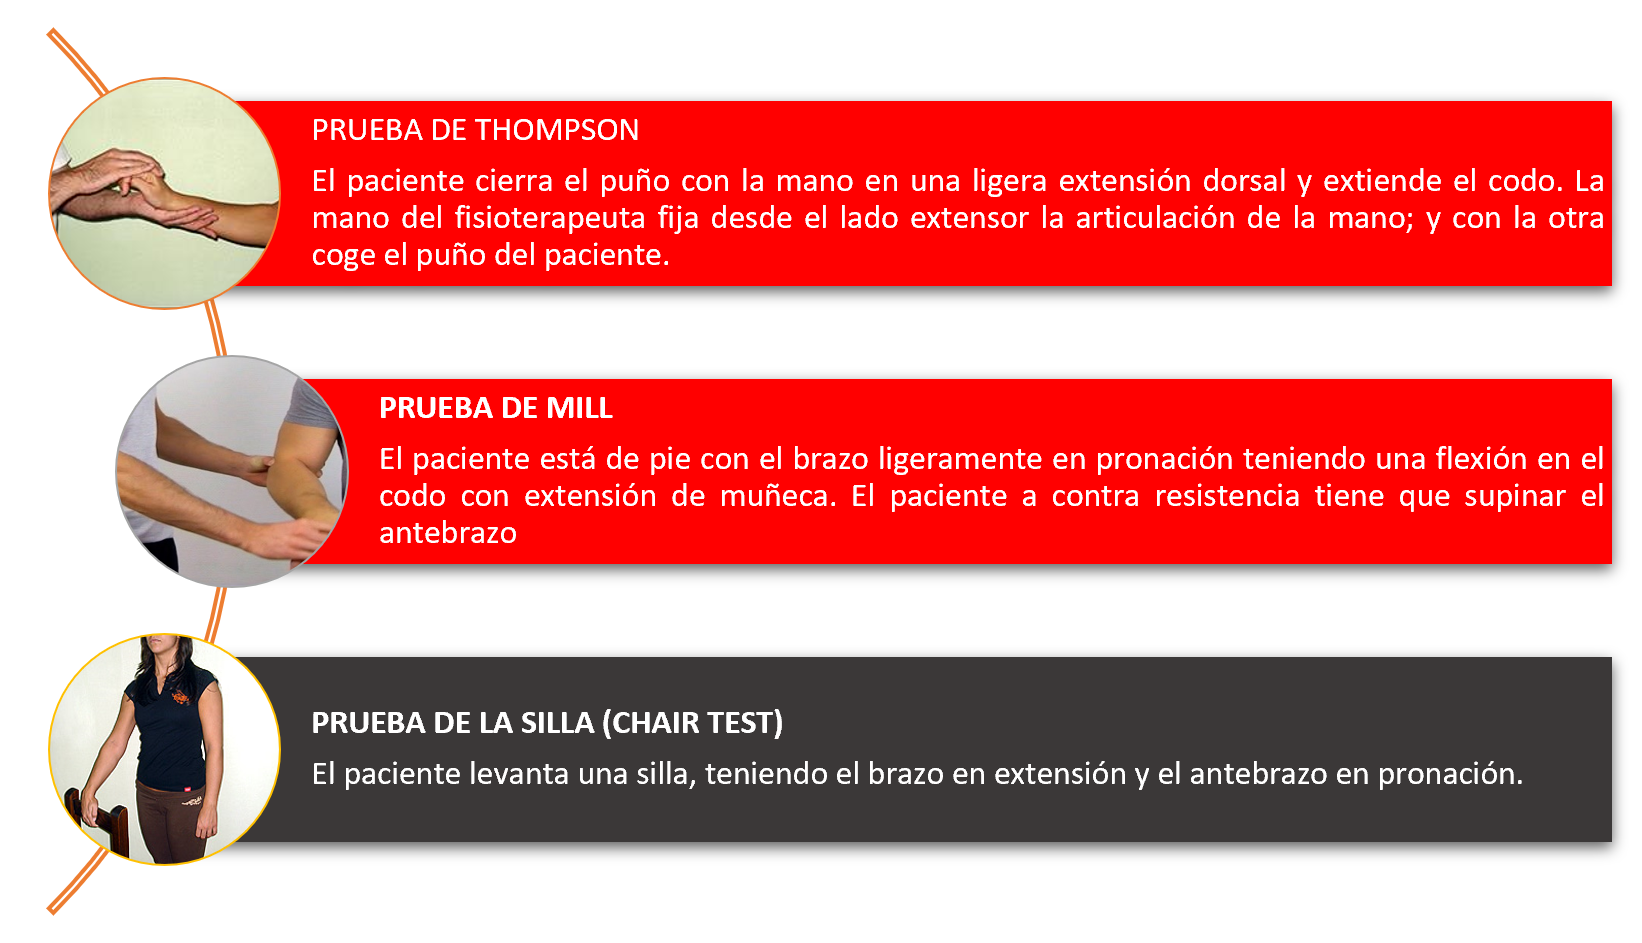 PRUEBA DE THOMPSON
El paciente cierra el puño con la mano en una ligera extensión dorsal y extiende el codo. La
mano del fisioterapeuta fija desde el lado extensor la articulación de la mano; y con la otra
coge el puño del paciente.
PRUEBA DE MILL
El paciente está de pie con el brazo ligeramente en pronación teniendo una flexión en el
codo con extensión de muñeca. El paciente a contra resistencia tiene que supinar el
antebrazo
PRUEBA DE LA SILLA (CHAIR TEST)
El paciente levanta una silla, teniendo el brazo en extensión y el antebrazo en pronación.